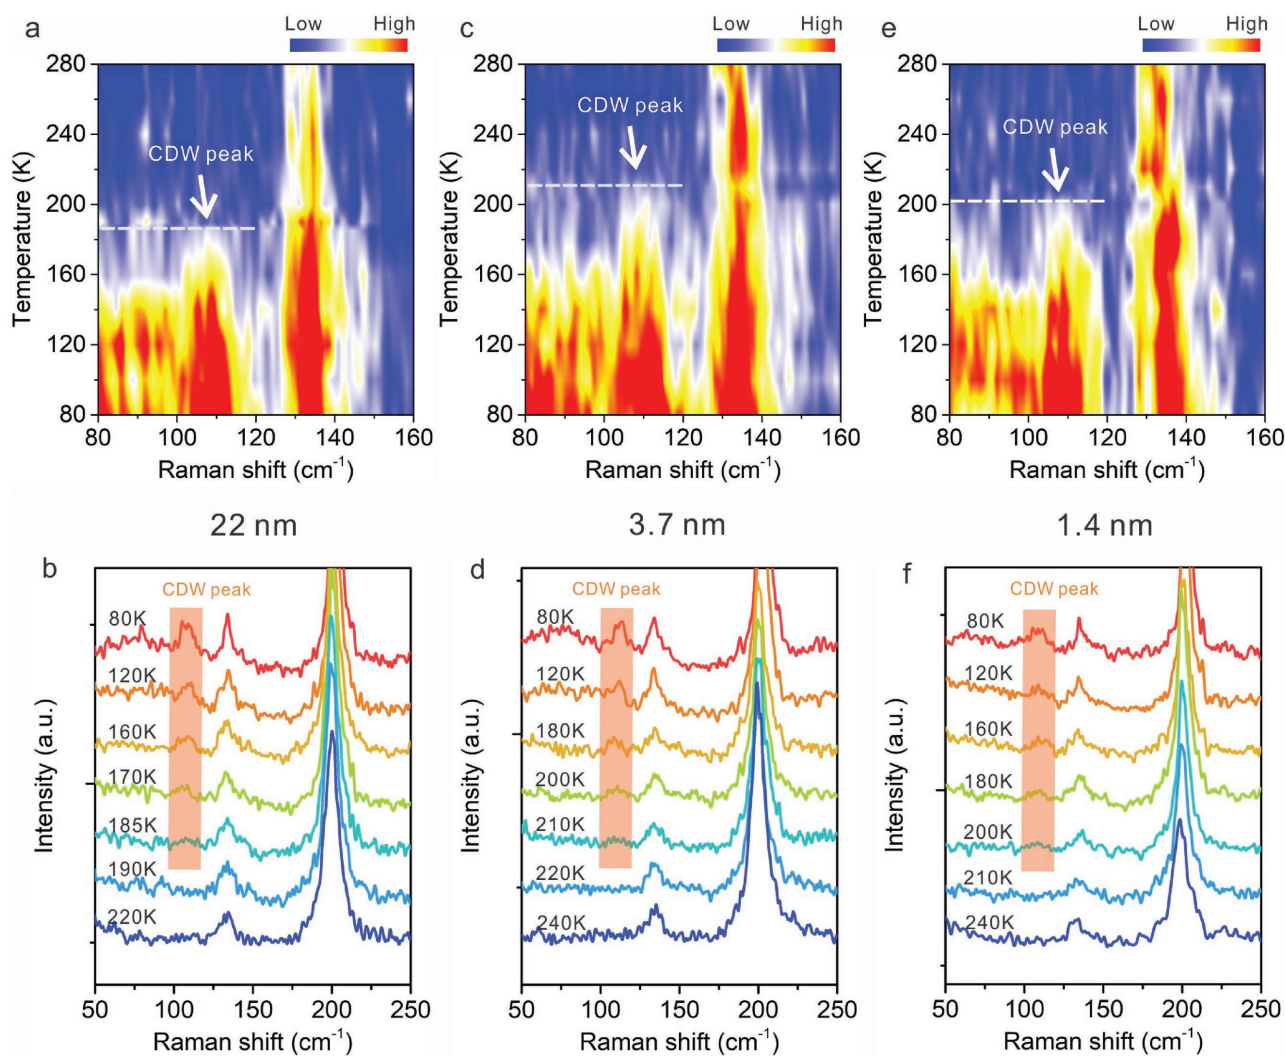 a
Low High
CDW peak
280
240
200
160
120
80
Temperature (K)
80 100 120 140 160
Raman shift (cm⁻¹)
c
Low High
CDW peak
280
240
200
160
120
80
Temperature (K)
80 100 120 140 160
Raman shift (cm⁻¹)
e
Low High
CDW peak
280
240
200
160
120
80
Temperature (K)
80 100 120 140 160
Raman shift (cm⁻¹)
22 nm
3.7 nm
1.4 nm
b
CDW peak
80K
120K
160K
170K
185K
190K
220K
Intensity (a.u.)
50 100 150 200 250
Raman shift (cm⁻¹)
d
CDW peak
80K
120K
180K
200K
210K
220K
240K
Intensity (a.u.)
50 100 150 200 250
Raman shift (cm⁻¹)
f
CDW peak
80K
120K
160K
180K
200K
210K
240K
Intensity (a.u.)
50 100 150 200 250
Raman shift (cm⁻¹)